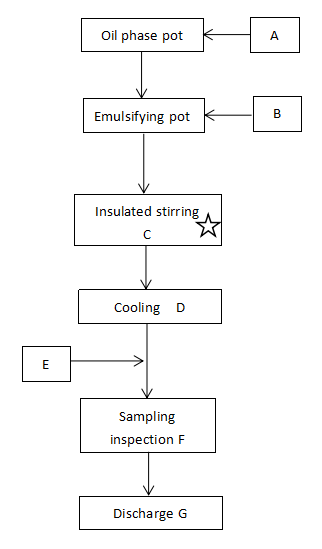 Oil phase pot
A
Emulsifying pot
B
Insulated stirring
C
Cooling D
E
Sampling
inspection F
Discharge G